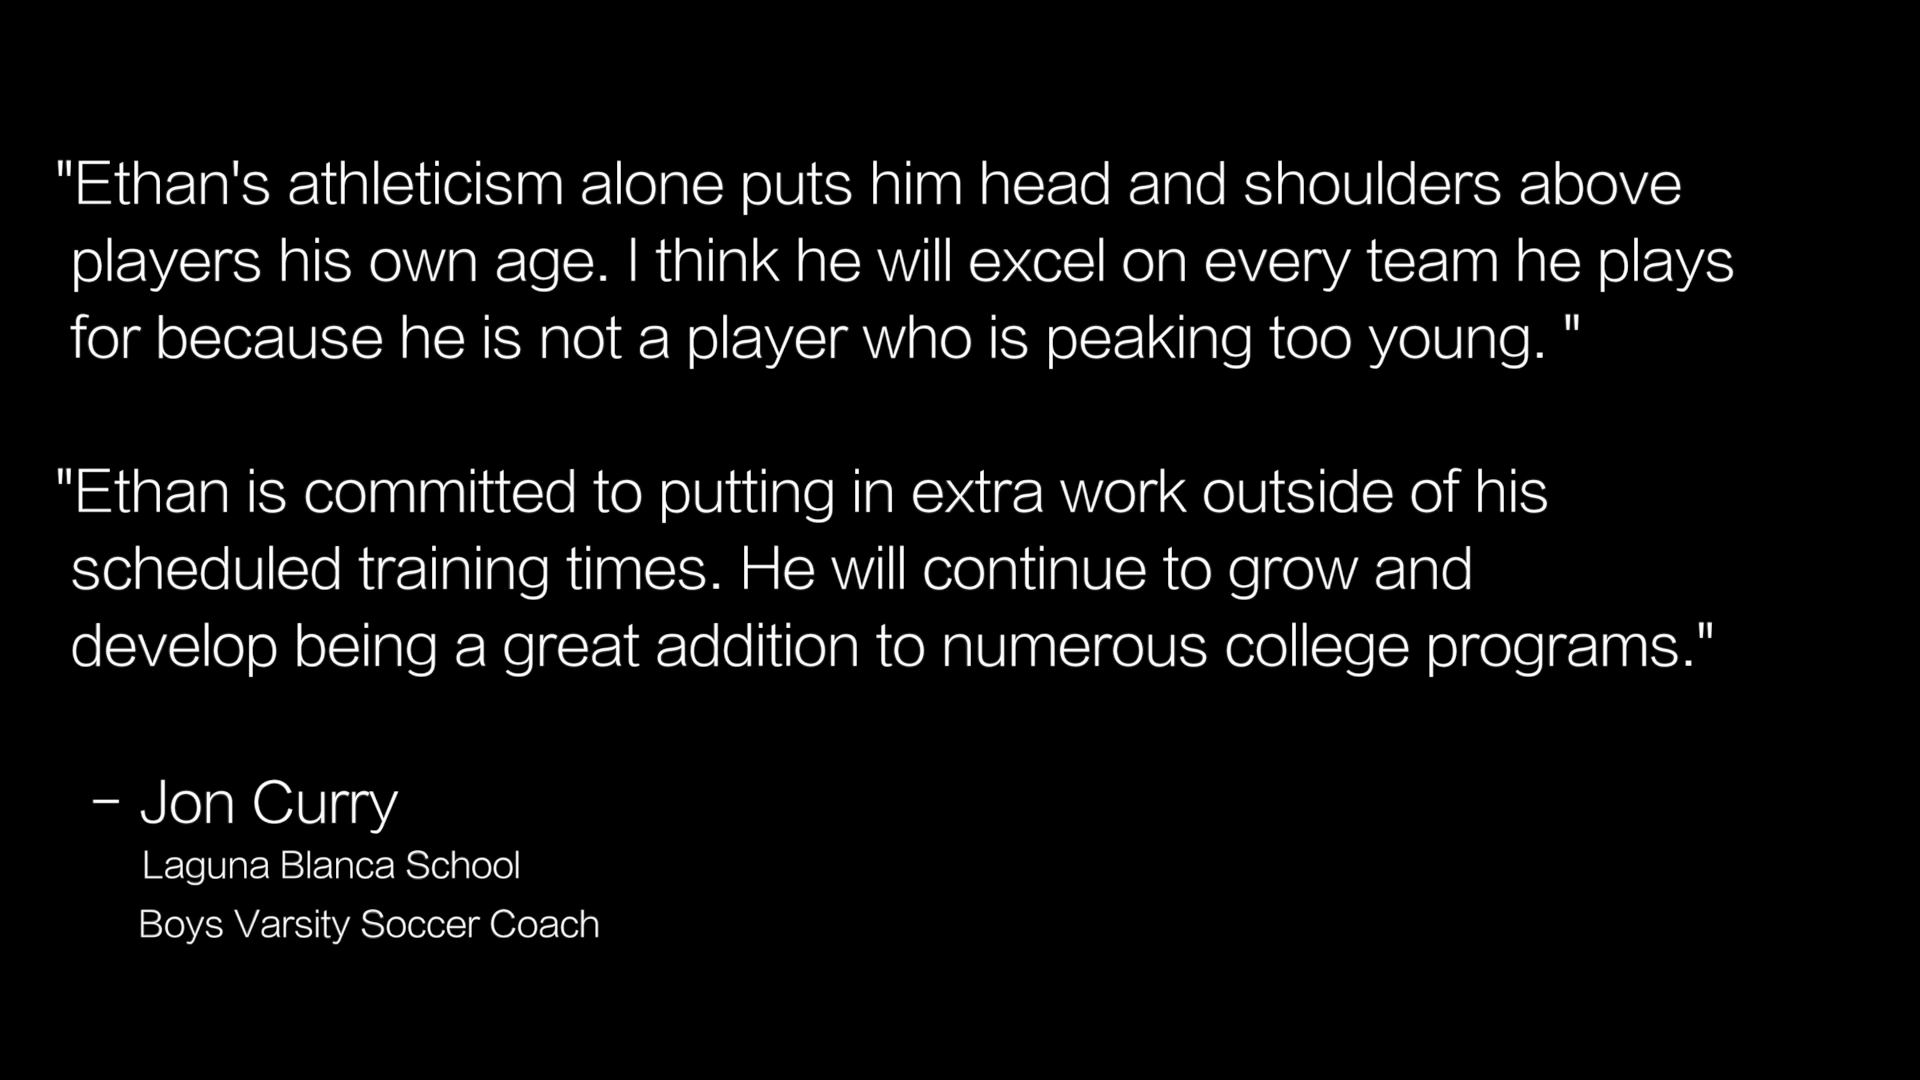 "Ethan's athleticism alone puts him head and shoulders above
players his own age. I think he will excel on every team he plays
for because he is not a player who is peaking too young. "
"Ethan is committed to putting in extra work outside of his
scheduled training times. He will continue to grow and
develop being a great addition to numerous college programs."
– Jon Curry
Laguna Blanca School
Boys Varsity Soccer Coach